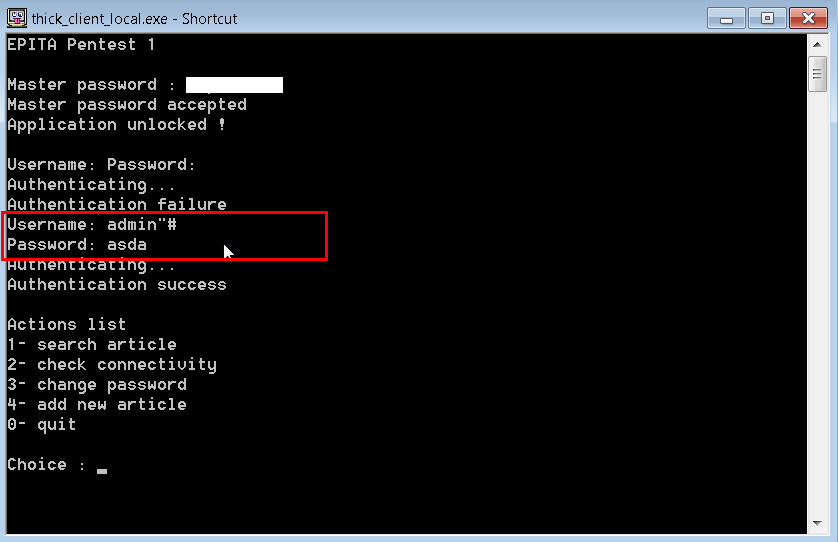 thick_client_local.exe - Shortcut
EPITA Pentest 1
Master password :
Master password accepted
Application unlocked !
Username: Password:
Authenticating...
Authentication failure
Username: admin"#
Password: asda
Authenticating...
Authentication success
Actions list
1- search article
2- check connectivity
3- change password
4- add new article
0- quit
Choice : _